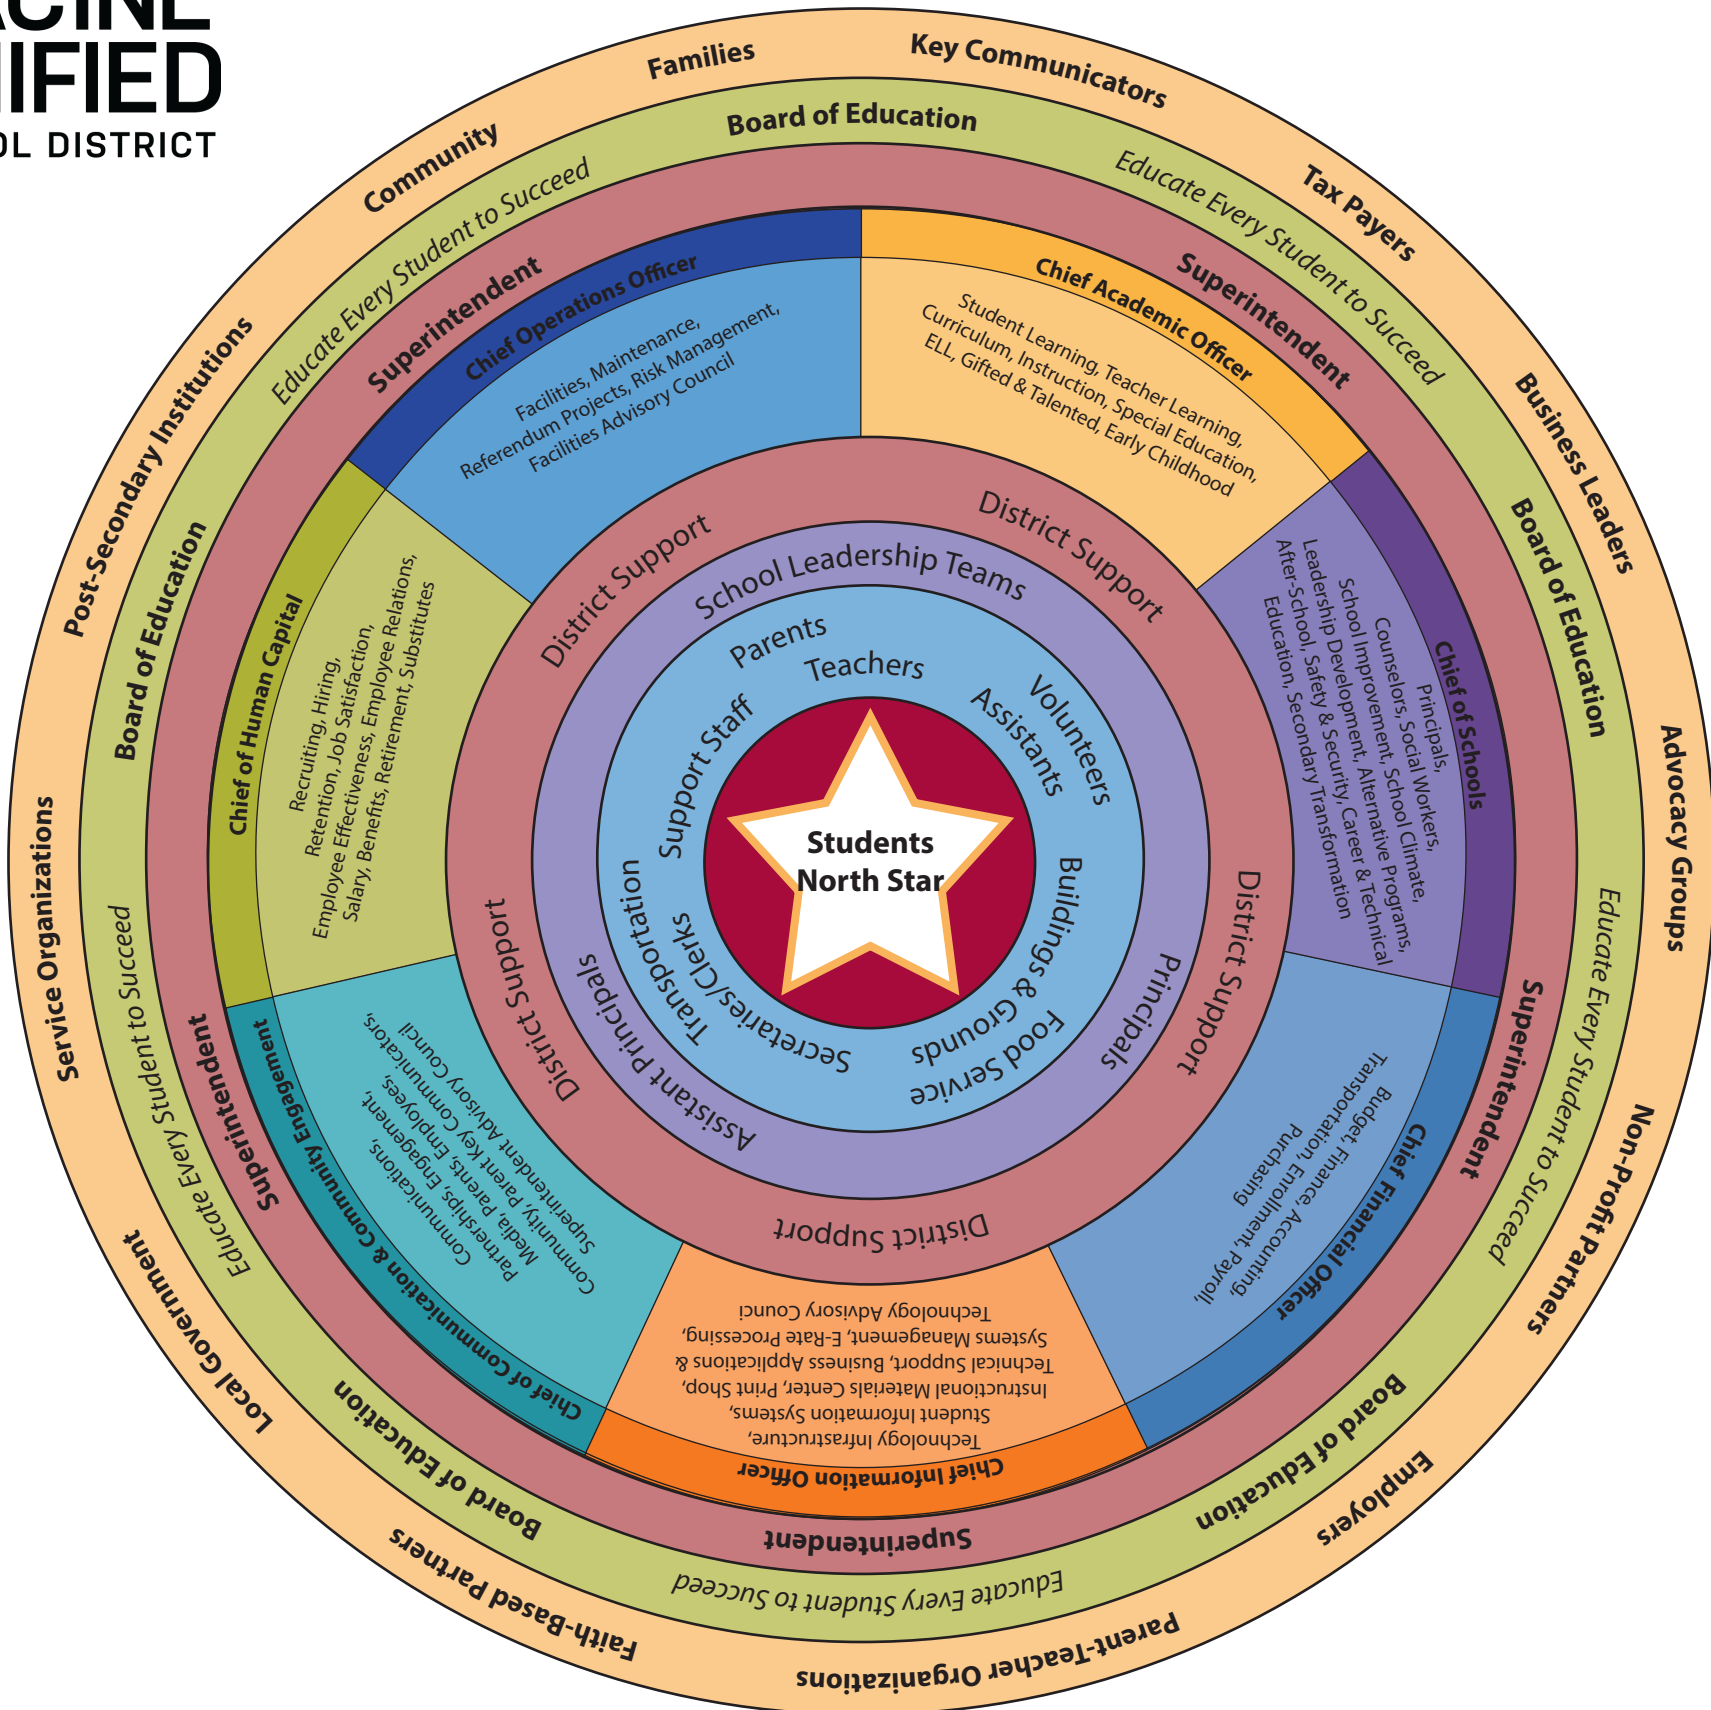 ACINE
NIFIED
OL DISTRICT
Families
Key Communicators
Tax Payers
Business Leaders
Advocacy Groups
Non-Profit Partners
Employers
Parent-Teacher Organizations
Faith-Based Partners
Local Government
Service Organizations
Post-Secondary Institutions
Community
Board of Education
Educate Every Student to Succeed
Board of Education
Educate Every Student to Succeed
Board of Education
Educate Every Student to Succeed
Board of Education
Educate Every Student to Succeed
Board of Education
Educate Every Student to Succeed
Superintendent
Superintendent
Superintendent
Superintendent
Superintendent
Chief Academic Officer
Student Learning, Teacher Learning,
Curriculum, Instruction, Special Education,
ELL, Gifted & Talented, Early Childhood
Chief of Schools
Principals,
Counselors, Social Workers,
School Improvement, School Climate,
Leadership Development, Alternative Programs,
After-School, Safety & Security, Career & Technical
Education, Secondary Transformation
Chief Financial Officer
Budget, Finance, Accounting,
Transportation, Enrollment, Payroll,
Purchasing
Chief Information Officer
Technology Infrastructure,
Student Information Systems,
Instructional Materials Center, Print Shop,
Technical Support, Business Applications &
Systems Management, E-Rate Processing,
Technology Advisory Counci
Chief of Communication & Community Engagement
Communications,
Partnerships, Engagement,
Media, Parents, Employees,
Community, Parent Key Communicators,
Superintendent Advisory Council
Chief of Human Capital
Recruiting, Hiring,
Retention, Job Satisfaction,
Employee Effectiveness, Employee Relations,
Salary, Benefits, Retirement, Substitutes
Chief Operations Officer
Facilities, Maintenance,
Referendum Projects, Risk Management,
Facilities Advisory Council
District Support
District Support
District Support
District Support
District Support
School Leadership Teams
Principals
Assistant Principals
Parents
Teachers
Volunteers
Assistants
Buildings & Grounds
Food Service
Secretaries/Clerks
Transportation
Support Staff
Students
North Star